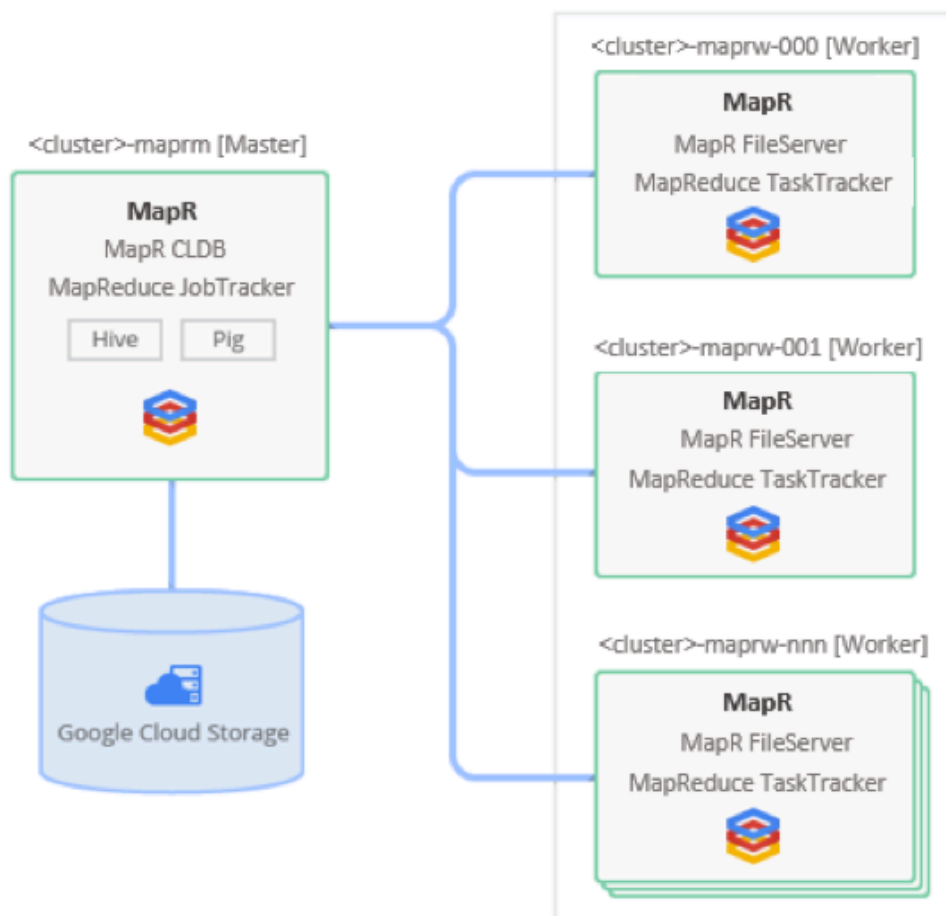 <cluster>-maprm [Master]
MapR
MapR CLDB
MapReduce JobTracker
Hive
Pig
Google Cloud Storage
<cluster>-maprw-000 [Worker]
MapR
MapR FileServer
MapReduce TaskTracker
<cluster>-maprw-001 [Worker]
MapR
MapR FileServer
MapReduce TaskTracker
<cluster>-maprw-nnn [Worker]
MapR
MapR FileServer
MapReduce TaskTracker